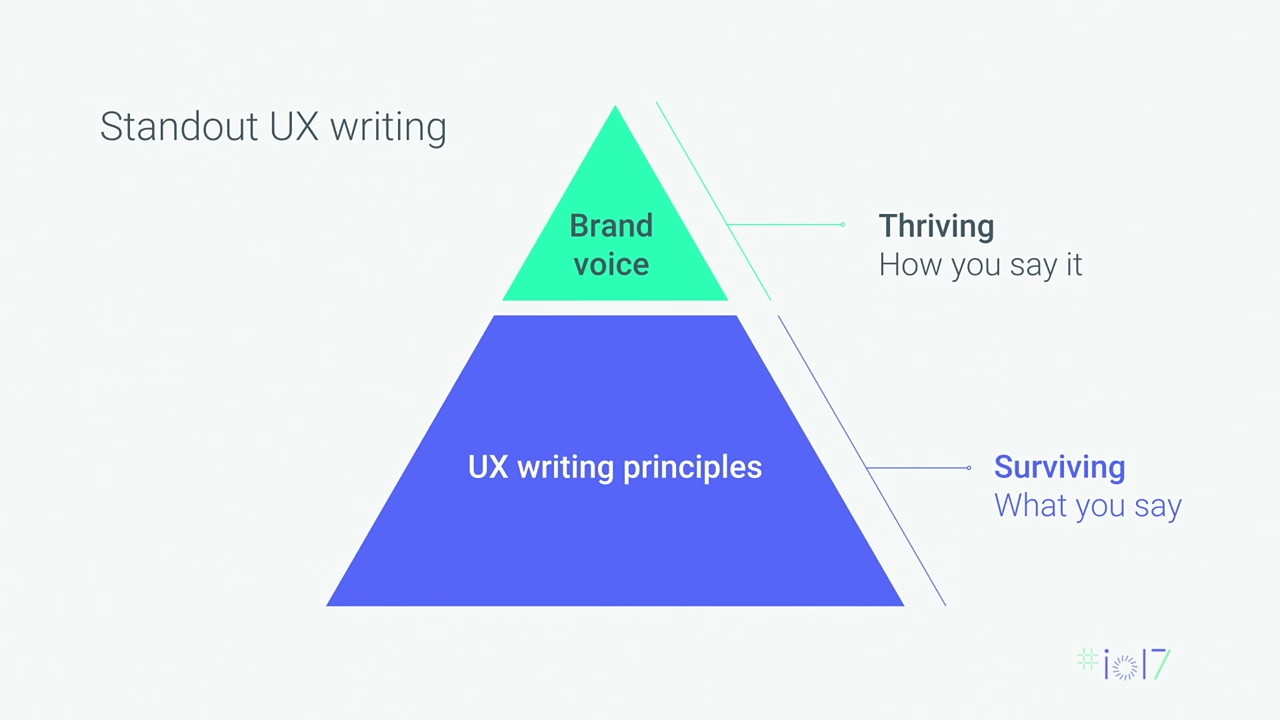 Standout UX writing
Brand
voice
Thriving
How you say it
UX writing principles
Surviving
What you say
#io17